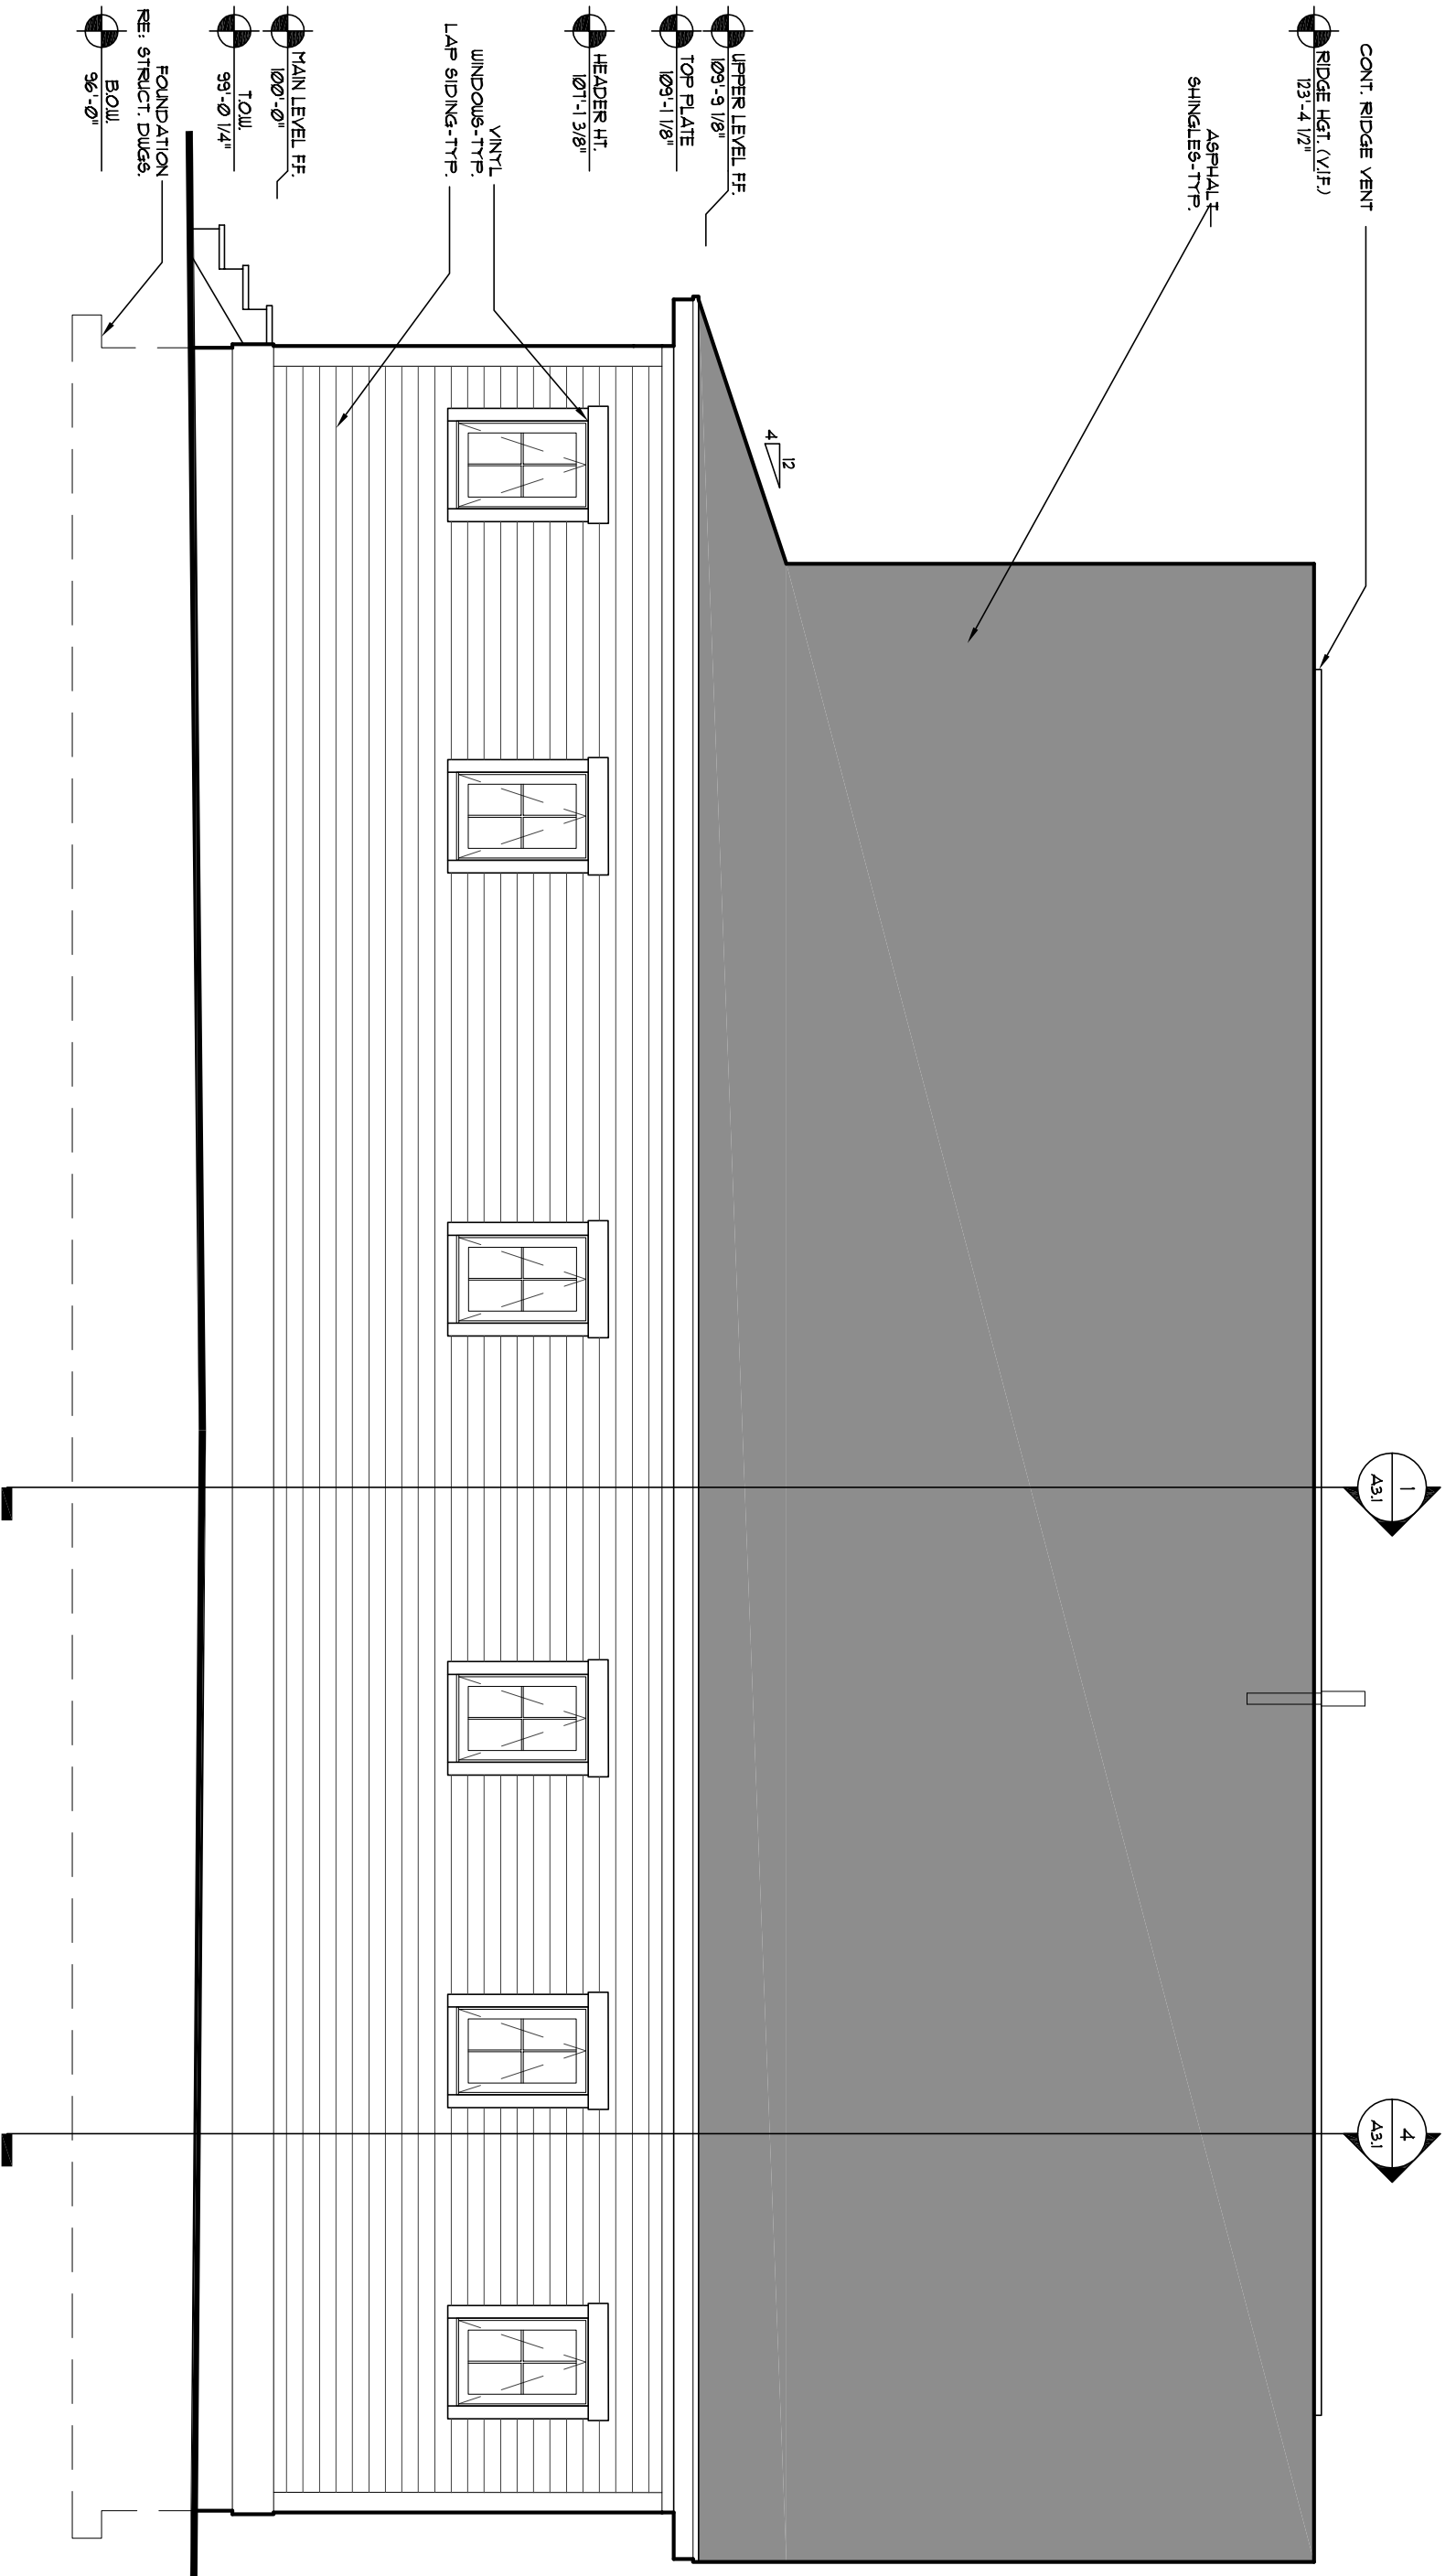 CONT. RIDGE VENT
RIDGE HGT. (V.I.F.)
123'-4 1/2"
ASPHALT
SHINGLES-TYP.
UPPER LEVEL F.F.
109'-9 1/8"
TOP PLATE
109'-1 1/8"
HEADER HT.
107'-1 3/8"
VINYL
WINDOWS-TYP.
LAP SIDING-TYP.
MAIN LEVEL F.F.
100'-0"
T.O.W.
99'-0 1/4"
FOUNDATION
RE: STRUCT. DWGS.
B.O.W.
96'-0"
12
4
1
A3.1
4
A3.1